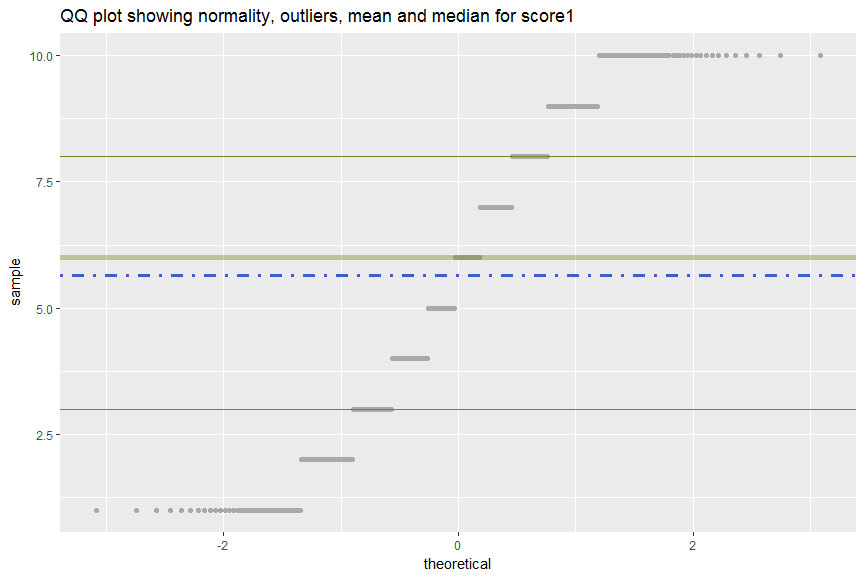 QQ plot showing normality, outliers, mean and median for score1
10.0
7.5
5.0
2.5
sample
-2
0
2
theoretical